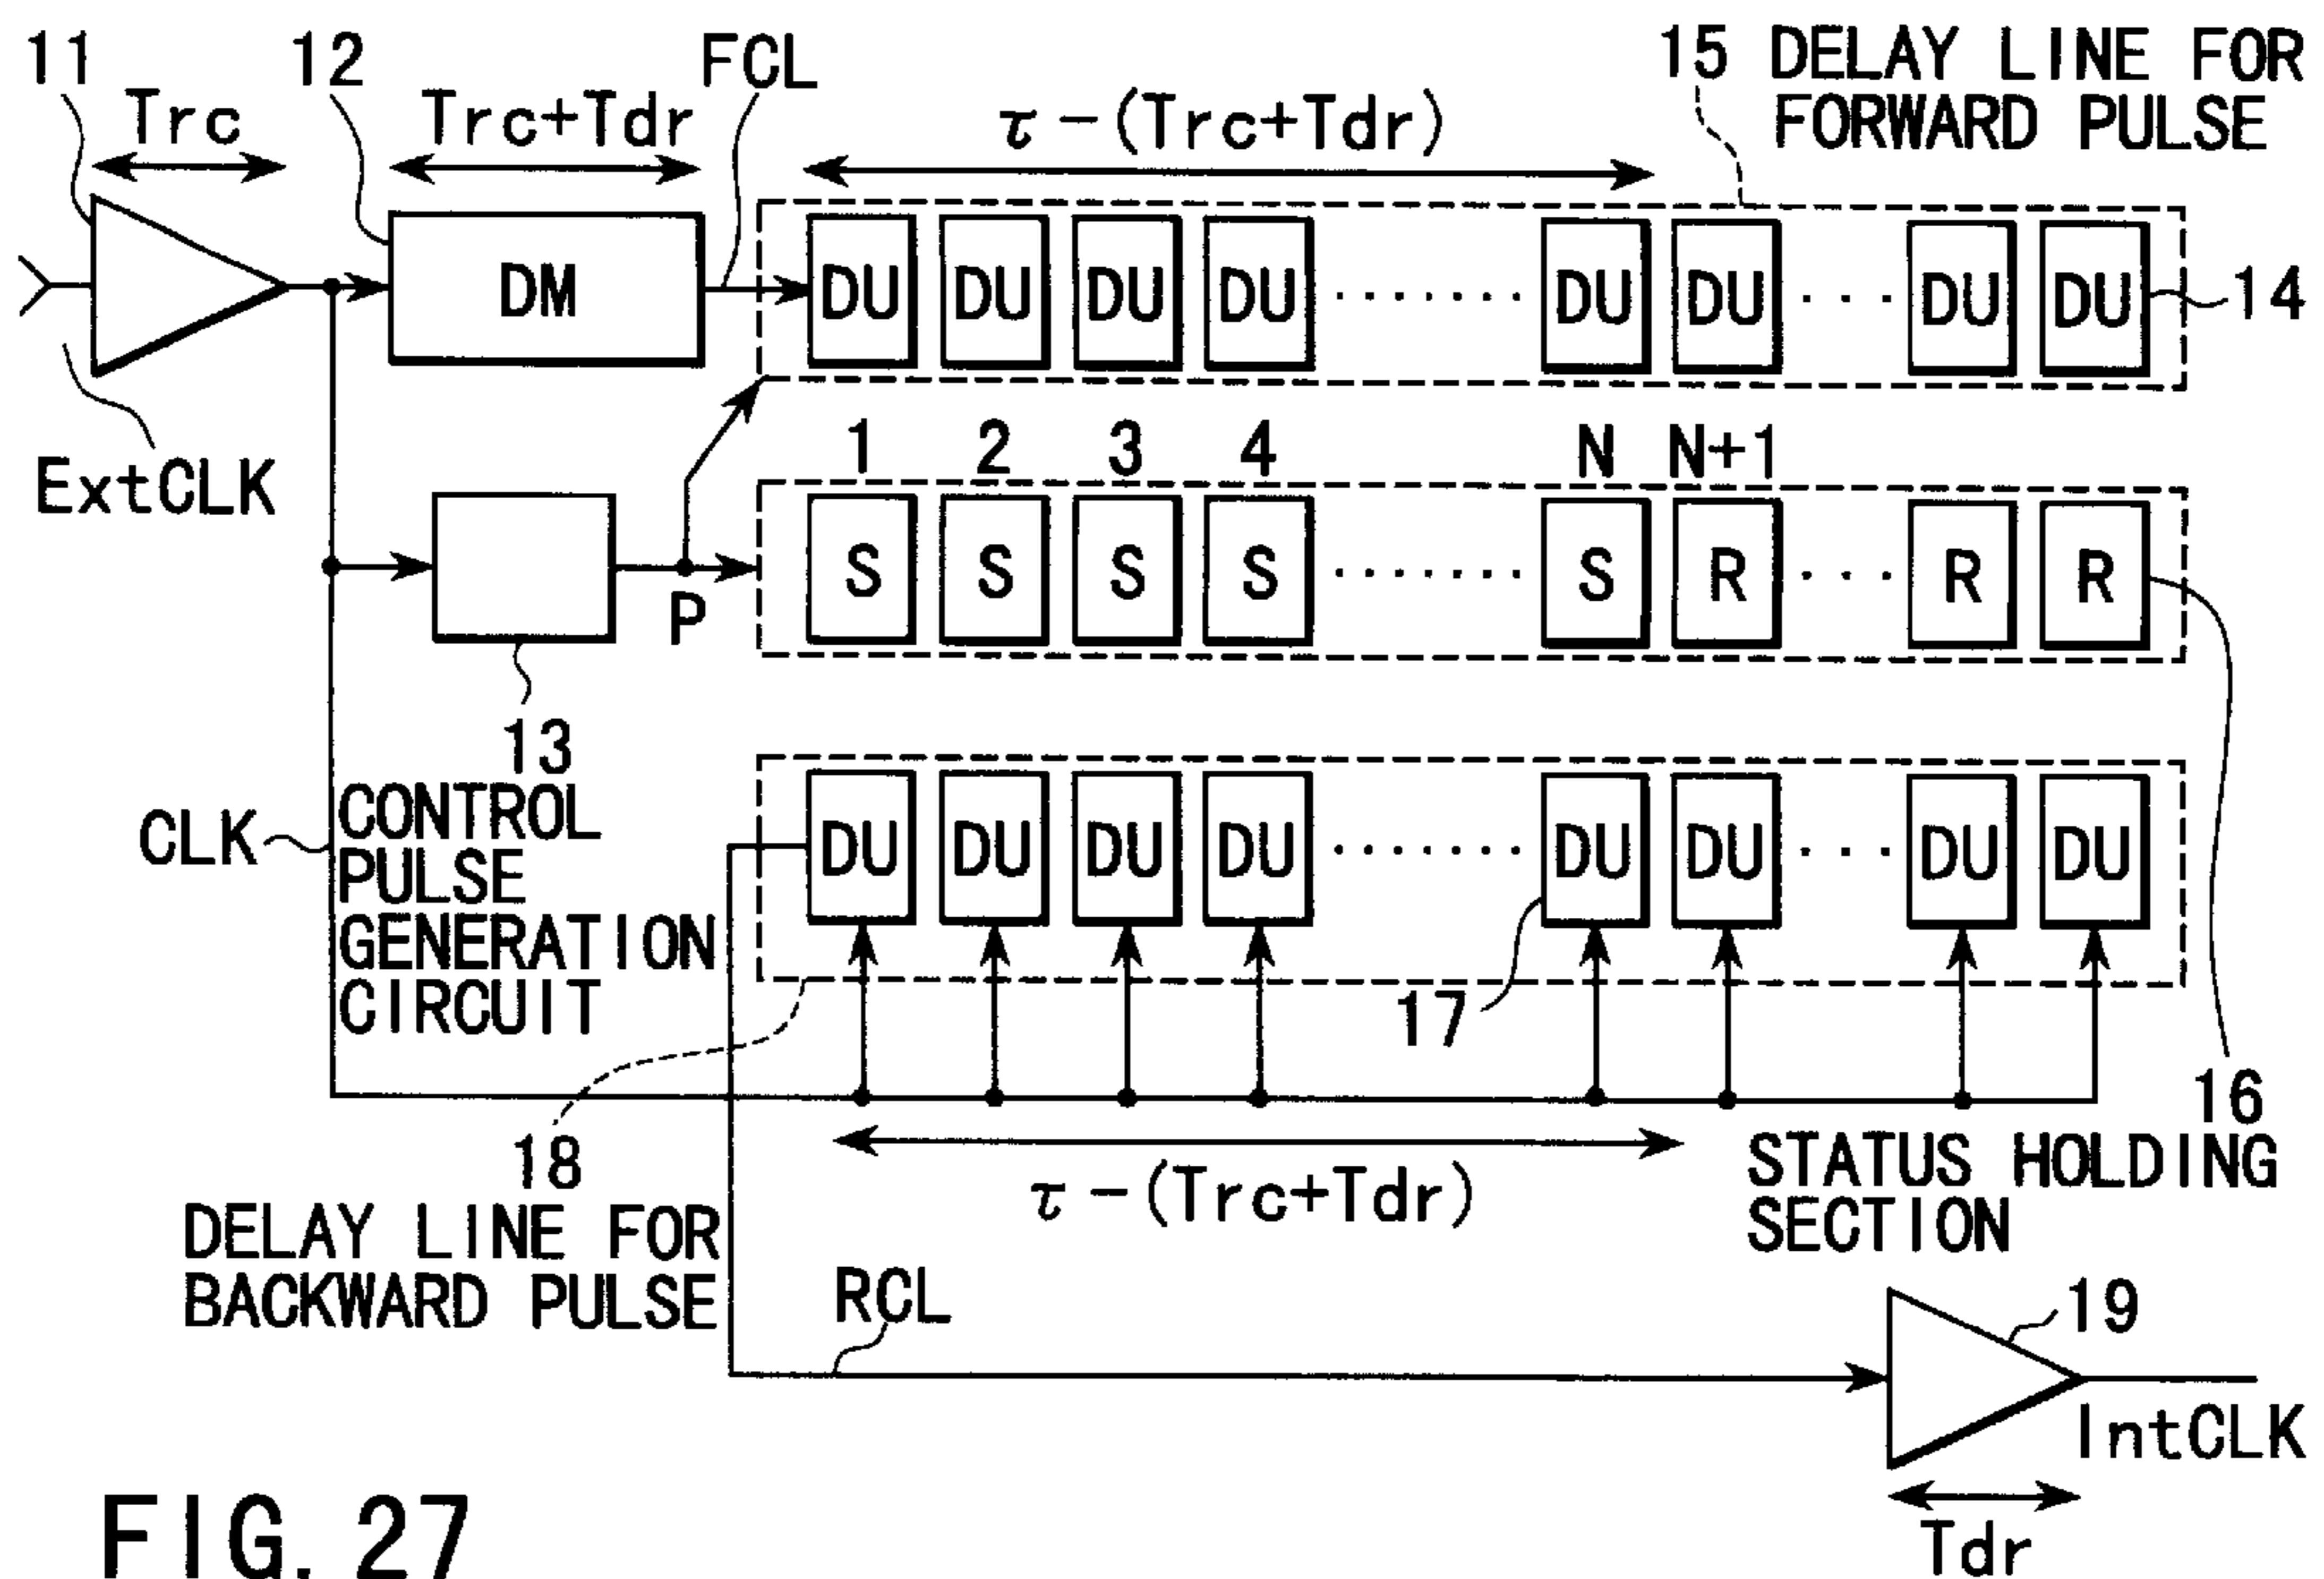 11
12
FCL
15 DELAY LINE FOR
FORWARD PULSE
Trc
Trc+Tdr
τ-(Trc+Tdr)
DM
DU DU DU DU ........ DU DU ... DU DU
14
ExtCLK
1 2 3 4 N N+1
S S S S ........ S R ... R R
P
13
CONTROL
PULSE
GENERATION
CIRCUIT
CLK
DU DU DU DU ........ DU DU ... DU DU
17
16
STATUS HOLDING
SECTION
18
DELAY LINE FOR
BACKWARD PULSE
τ-(Trc+Tdr)
RCL
19
IntCLK
Tdr
FIG. 27